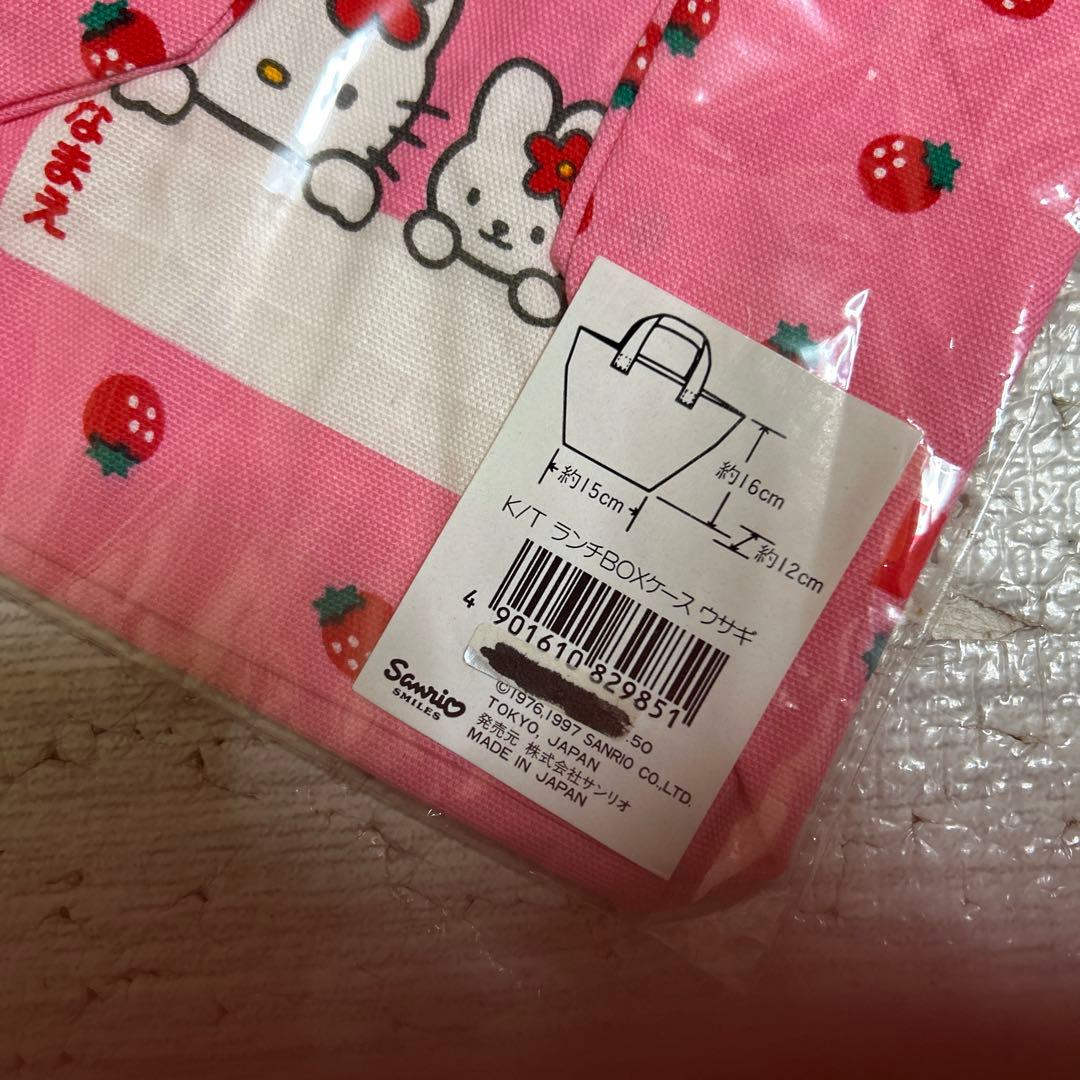 なまえ
約16cm
約15cm
約12cm
K/T ランチBOXケース ウサギ
4 901610 829851
.50
Sanrio
SMILES
©1976,1997 SANRIO CO.,LTD.
TOKYO, JAPAN
発売元 株式会社サンリオ
MADE IN JAPAN